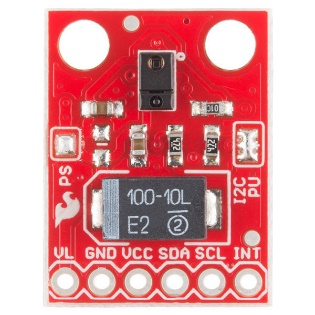 PS
I2C
PU
100-10L
E2 2
VL GND VCC SDA SCL INT